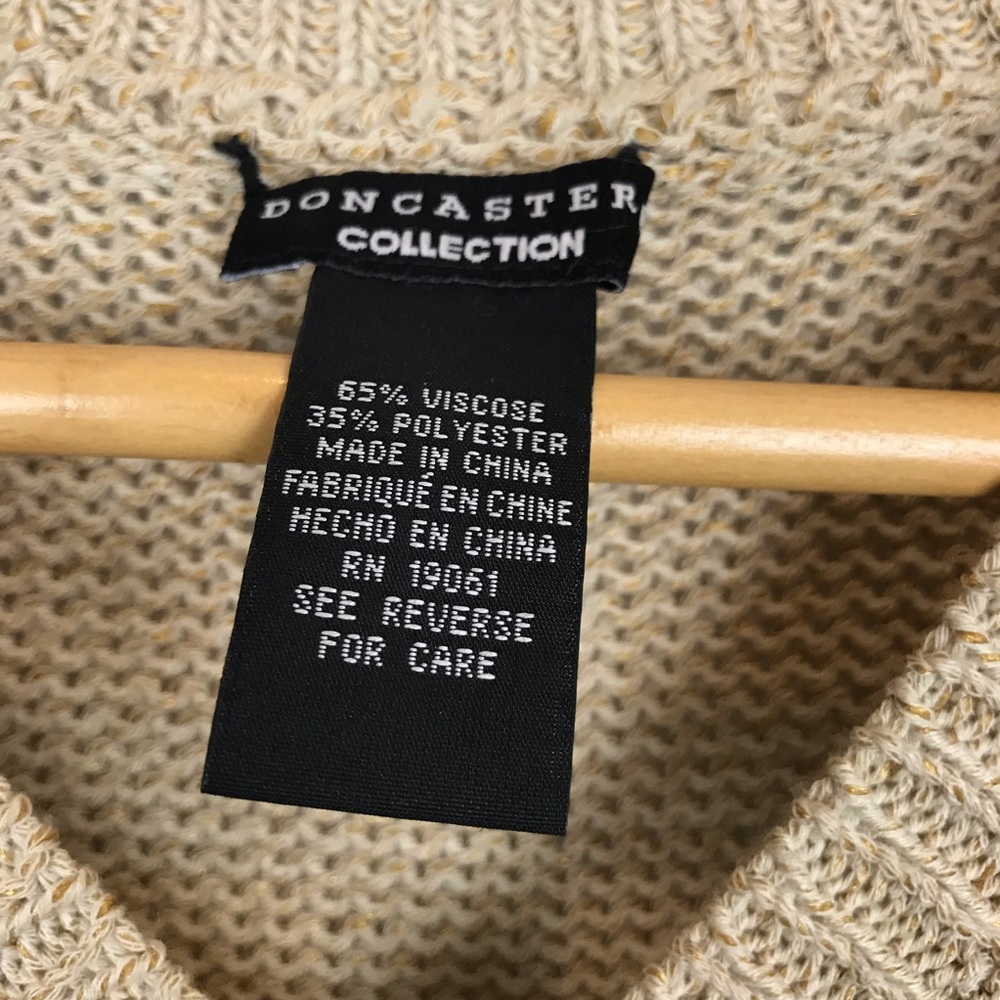 DONCASTER
COLLECTION
65% VISCOSE
35% POLYESTER
MADE IN CHINA
FABRIQUÉ EN CHINE
HECHO EN CHINA
RN 19061
SEE REVERSE
FOR CARE